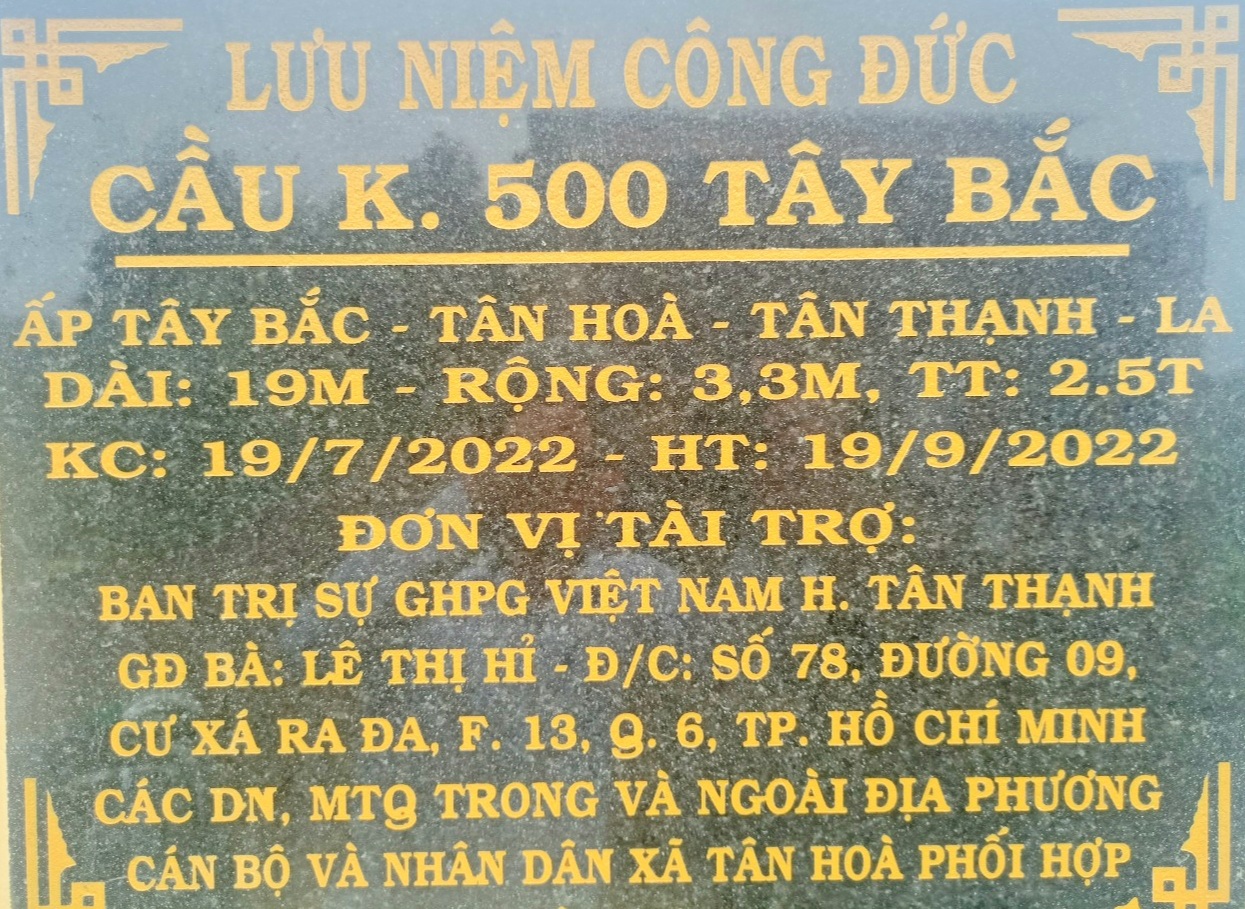 LƯU NIỆM CÔNG ĐỨC
CẦU K. 500 TÂY BẮC
ẤP TÂY BẮC - TÂN HOÀ - TÂN THẠNH - LA
DÀI: 19M - RỘNG: 3,3M, TT: 2.5T
KC: 19/7/2022 - HT: 19/9/2022
ĐƠN VỊ TÀI TRỢ:
BAN TRỊ SỰ GHPG VIỆT NAM H. TÂN THẠNH
GĐ BÀ: LÊ THỊ HỈ - Đ/C: SỐ 78, ĐƯỜNG 09,
CƯ XÁ RA ĐA, F. 13, Q. 6, TP. HỒ CHÍ MINH
CÁC DN, MTQ TRONG VÀ NGOÀI ĐỊA PHƯƠNG
CÁN BỘ VÀ NHÂN DÂN XÃ TÂN HOÀ PHỐI HỢP